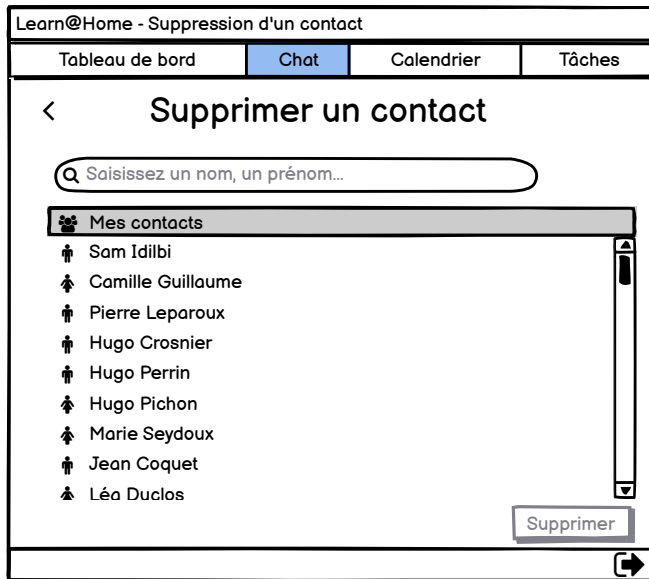 Learn@Home - Suppression d'un contact
Tableau de bord Chat Calendrier Tâches
Supprimer un contact
Saisissez un nom, un prénom...
Mes contacts
Sam Idilbi
Camille Guillaume
Pierre Leparoux
Hugo Crosnier
Hugo Perrin
Hugo Pichon
Marie Seydoux
Jean Coquet
Léa Duclos
Supprimer